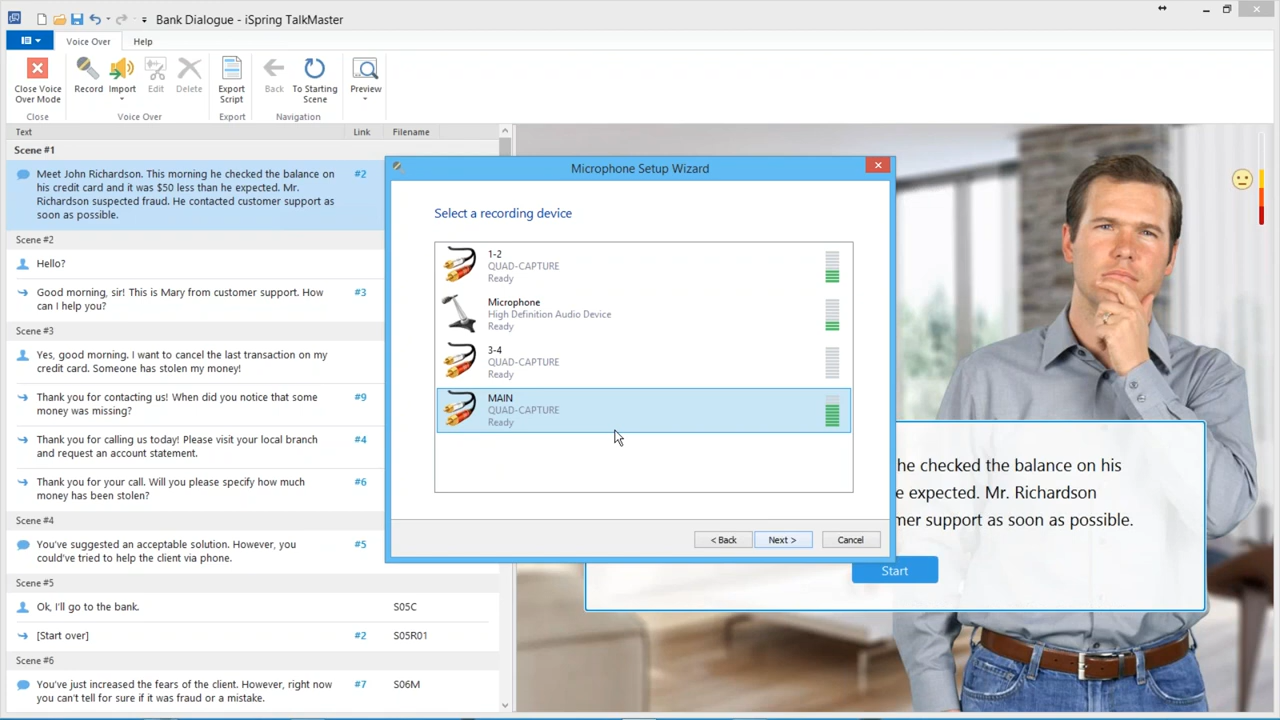 Bank Dialogue - iSpring TalkMaster
Voice Over
Help
Close Voice
Over Mode
Record
Import
Edit
Delete
Export
Script
Back
To Starting
Scene
Preview
Close
Voice Over
Export
Navigation
Text
Link
Filename
Scene #1
Meet John Richardson. This morning he checked the balance on
his credit card and it was $50 less than he expected. Mr.
Richardson suspected fraud. He contacted customer support as
soon as possible.
#2
Scene #2
Hello?
Good morning, sir! This is Mary from customer support. How
can I help you?
#3
Scene #3
Yes, good morning. I want to cancel the last transaction on my
credit card. Someone has stolen my money!
Thank you for contacting us! When did you notice that some
money was missing?
#9
Thank you for calling us today! Please visit your local branch
and request an account statement.
#4
Thank you for your call. Will you please specify how much
money has been stolen?
#6
Scene #4
You've suggested an acceptable solution. However, you
could've tried to help the client via phone.
#5
Scene #5
Ok, I'll go to the bank.
S05C
[Start over]
#2
S05R01
Scene #6
You've just increased the fears of the client. However, right now
you can't tell for sure if it was fraud or a mistake.
#7
S06M
Microphone Setup Wizard
Select a recording device
1-2
QUAD-CAPTURE
Ready
Microphone
High Definition Audio Device
Ready
3-4
QUAD-CAPTURE
Ready
MAIN
QUAD-CAPTURE
Ready
< Back
Next >
Cancel
he checked the balance on his
e expected. Mr. Richardson
mer support as soon as possible.
Start